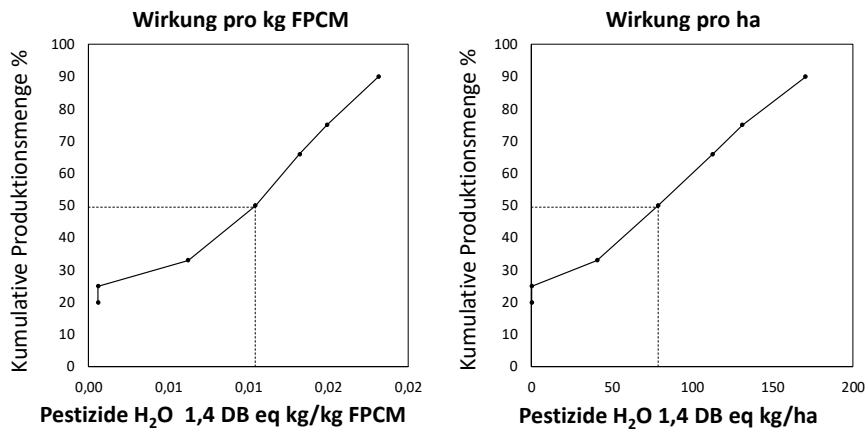 Wirkung pro kg FPCM
Kumulative Produktionsmenge %
100
90
80
70
60
50
40
30
20
10
0
0,00 0,01 0,01 0,02 0,02
Pestizide H₂O 1,4 DB eq kg/kg FPCM
Wirkung pro ha
Kumulative Produktionsmenge %
100
90
80
70
60
50
40
30
20
10
0
0 50 100 150 200
Pestizide H₂O 1,4 DB eq kg/ha